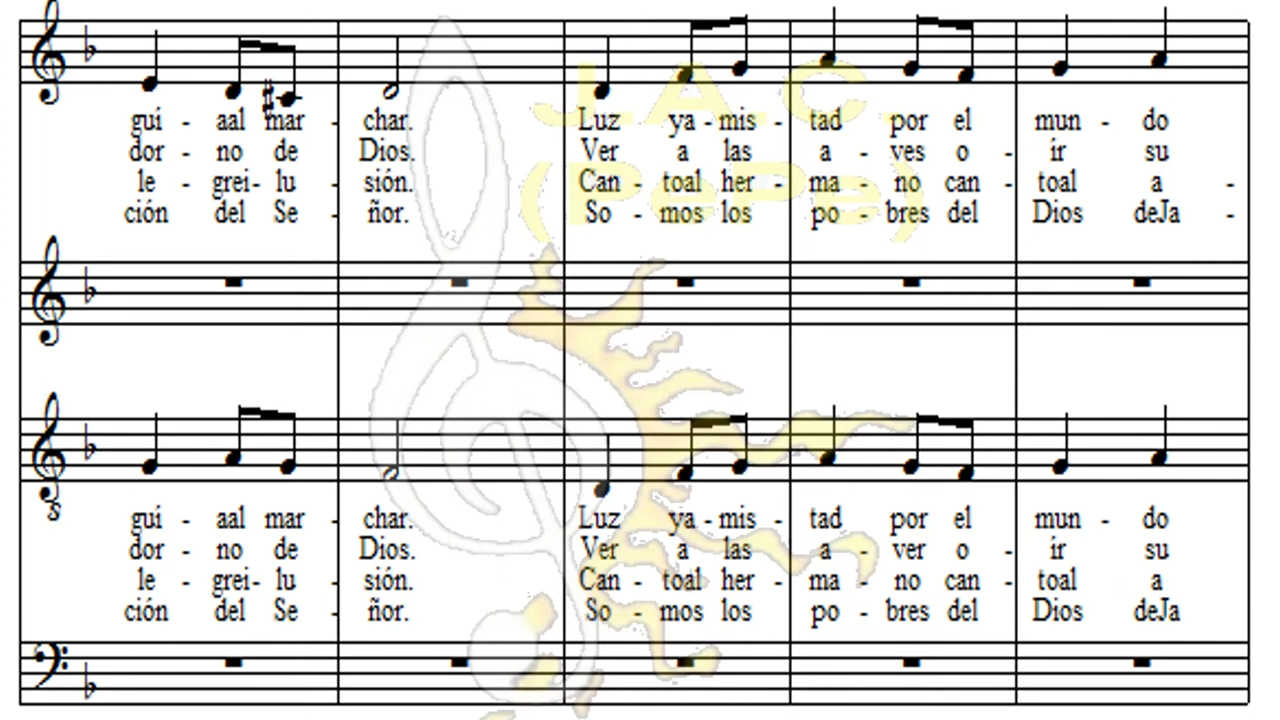 J.A.C.
(PePe)
gui - aal mar - char. Luz ya - mis - tad por el mun - do
dor - no de Dios. Ver a las a - ves o - ir su
le - grei - lu - sión. Can - toal her - ma - no can - toal a -
ción del Se - ñor. So - mos los po - bres del Dios deJa -
8
gui - aal mar - char. Luz ya - mis - tad por el mun - do
dor - no de Dios. Ver a las a - ver o - ir su
le - grei - lu - sión. Can - toal her - ma - no can - toal a
ción del Se - ñor. So - mos los po - bres del Dios deJa